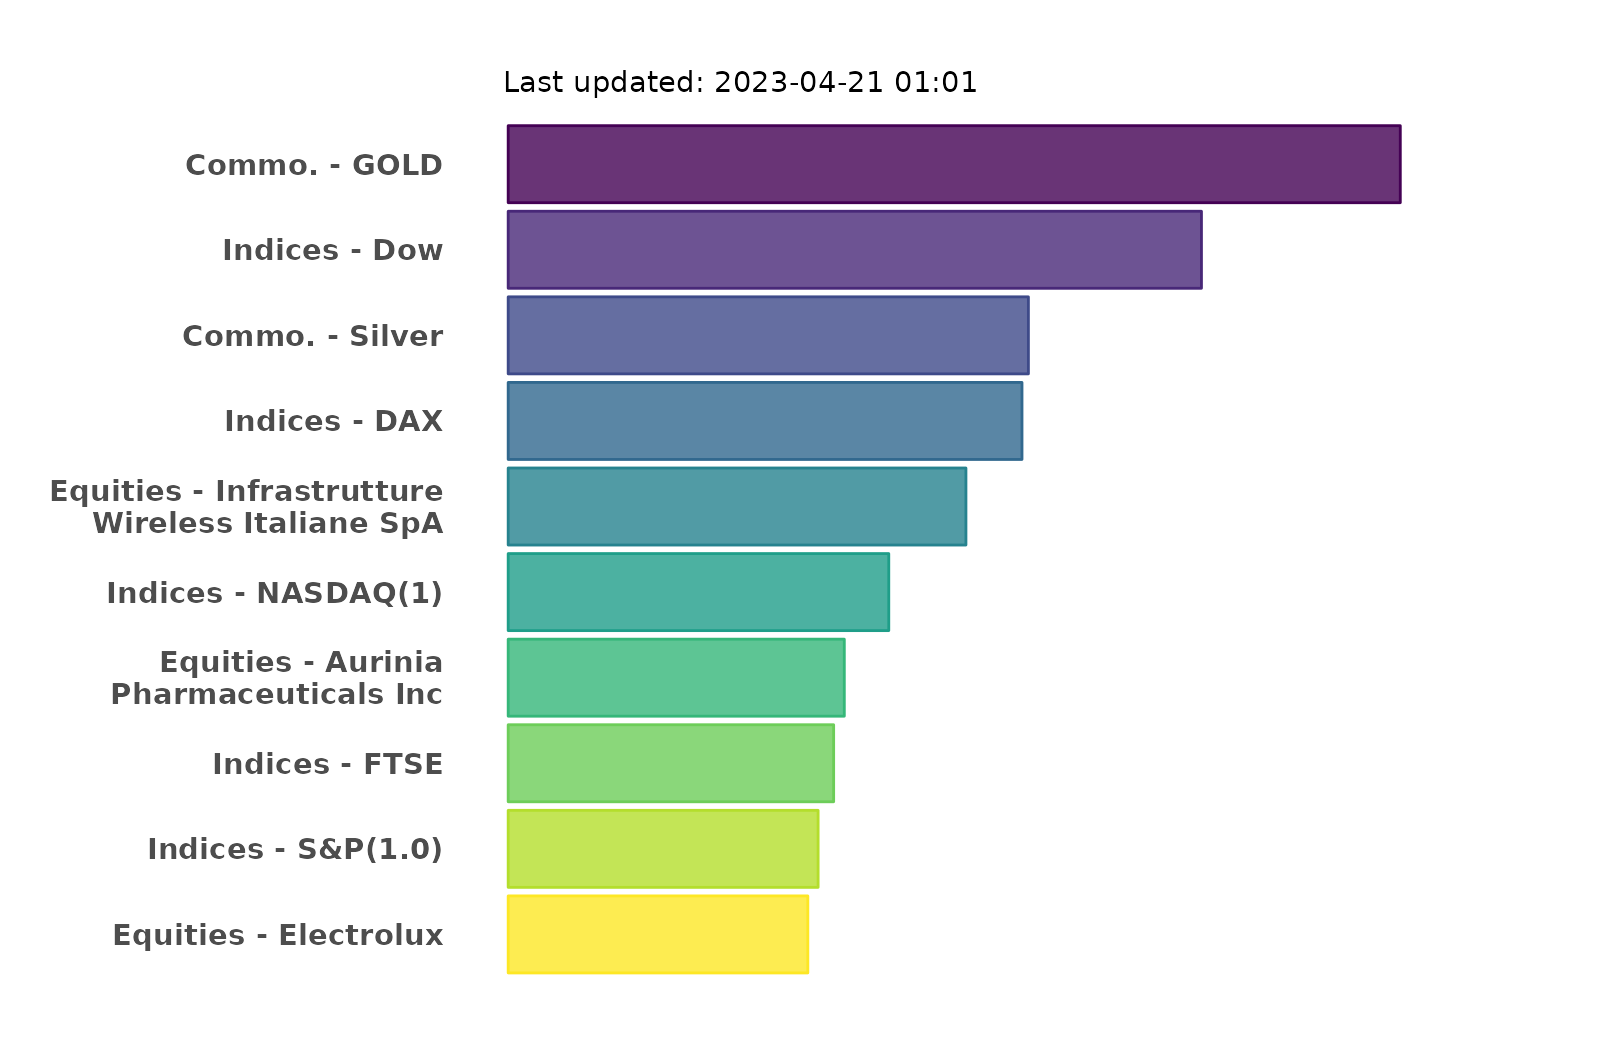 Last updated: 2023-04-21 01:01
Commo. - GOLD
Indices - Dow
Commo. - Silver
Indices - DAX
Equities - Infrastrutture
Wireless Italiane SpA
Indices - NASDAQ(1)
Equities - Aurinia
Pharmaceuticals Inc
Indices - FTSE
Indices - S&P(1.0)
Equities - Electrolux